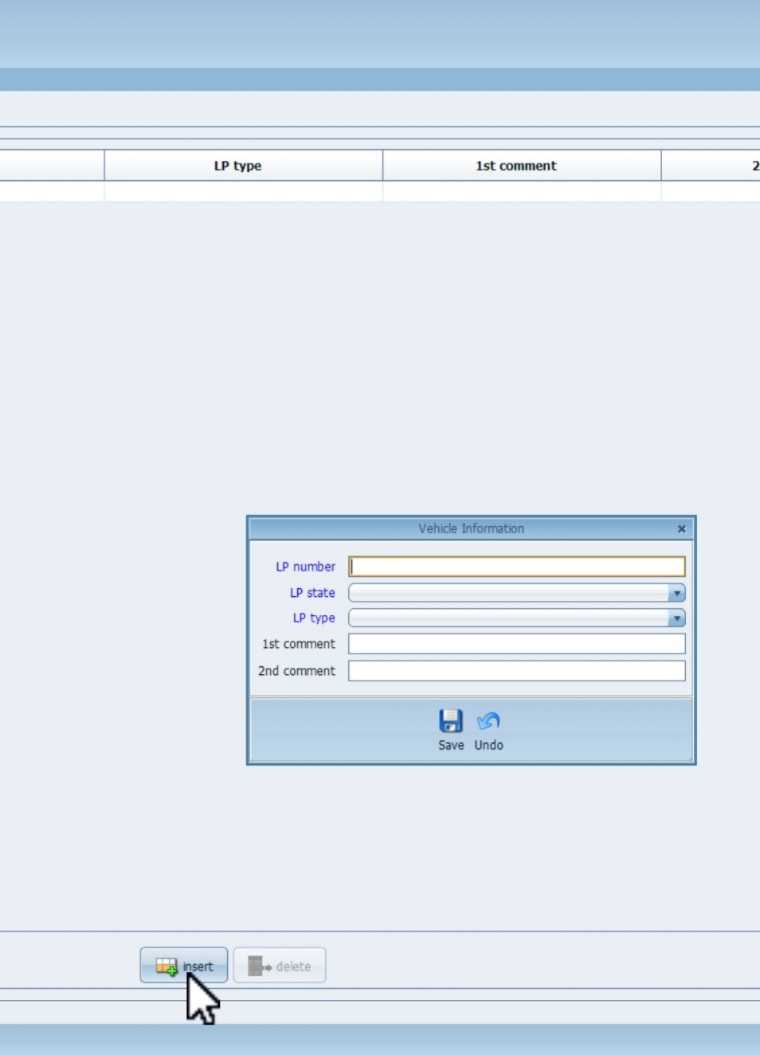 LP type 1st comment 2
Vehicle Information
LP number
LP state
LP type
1st comment
2nd comment
Save Undo
insert delete